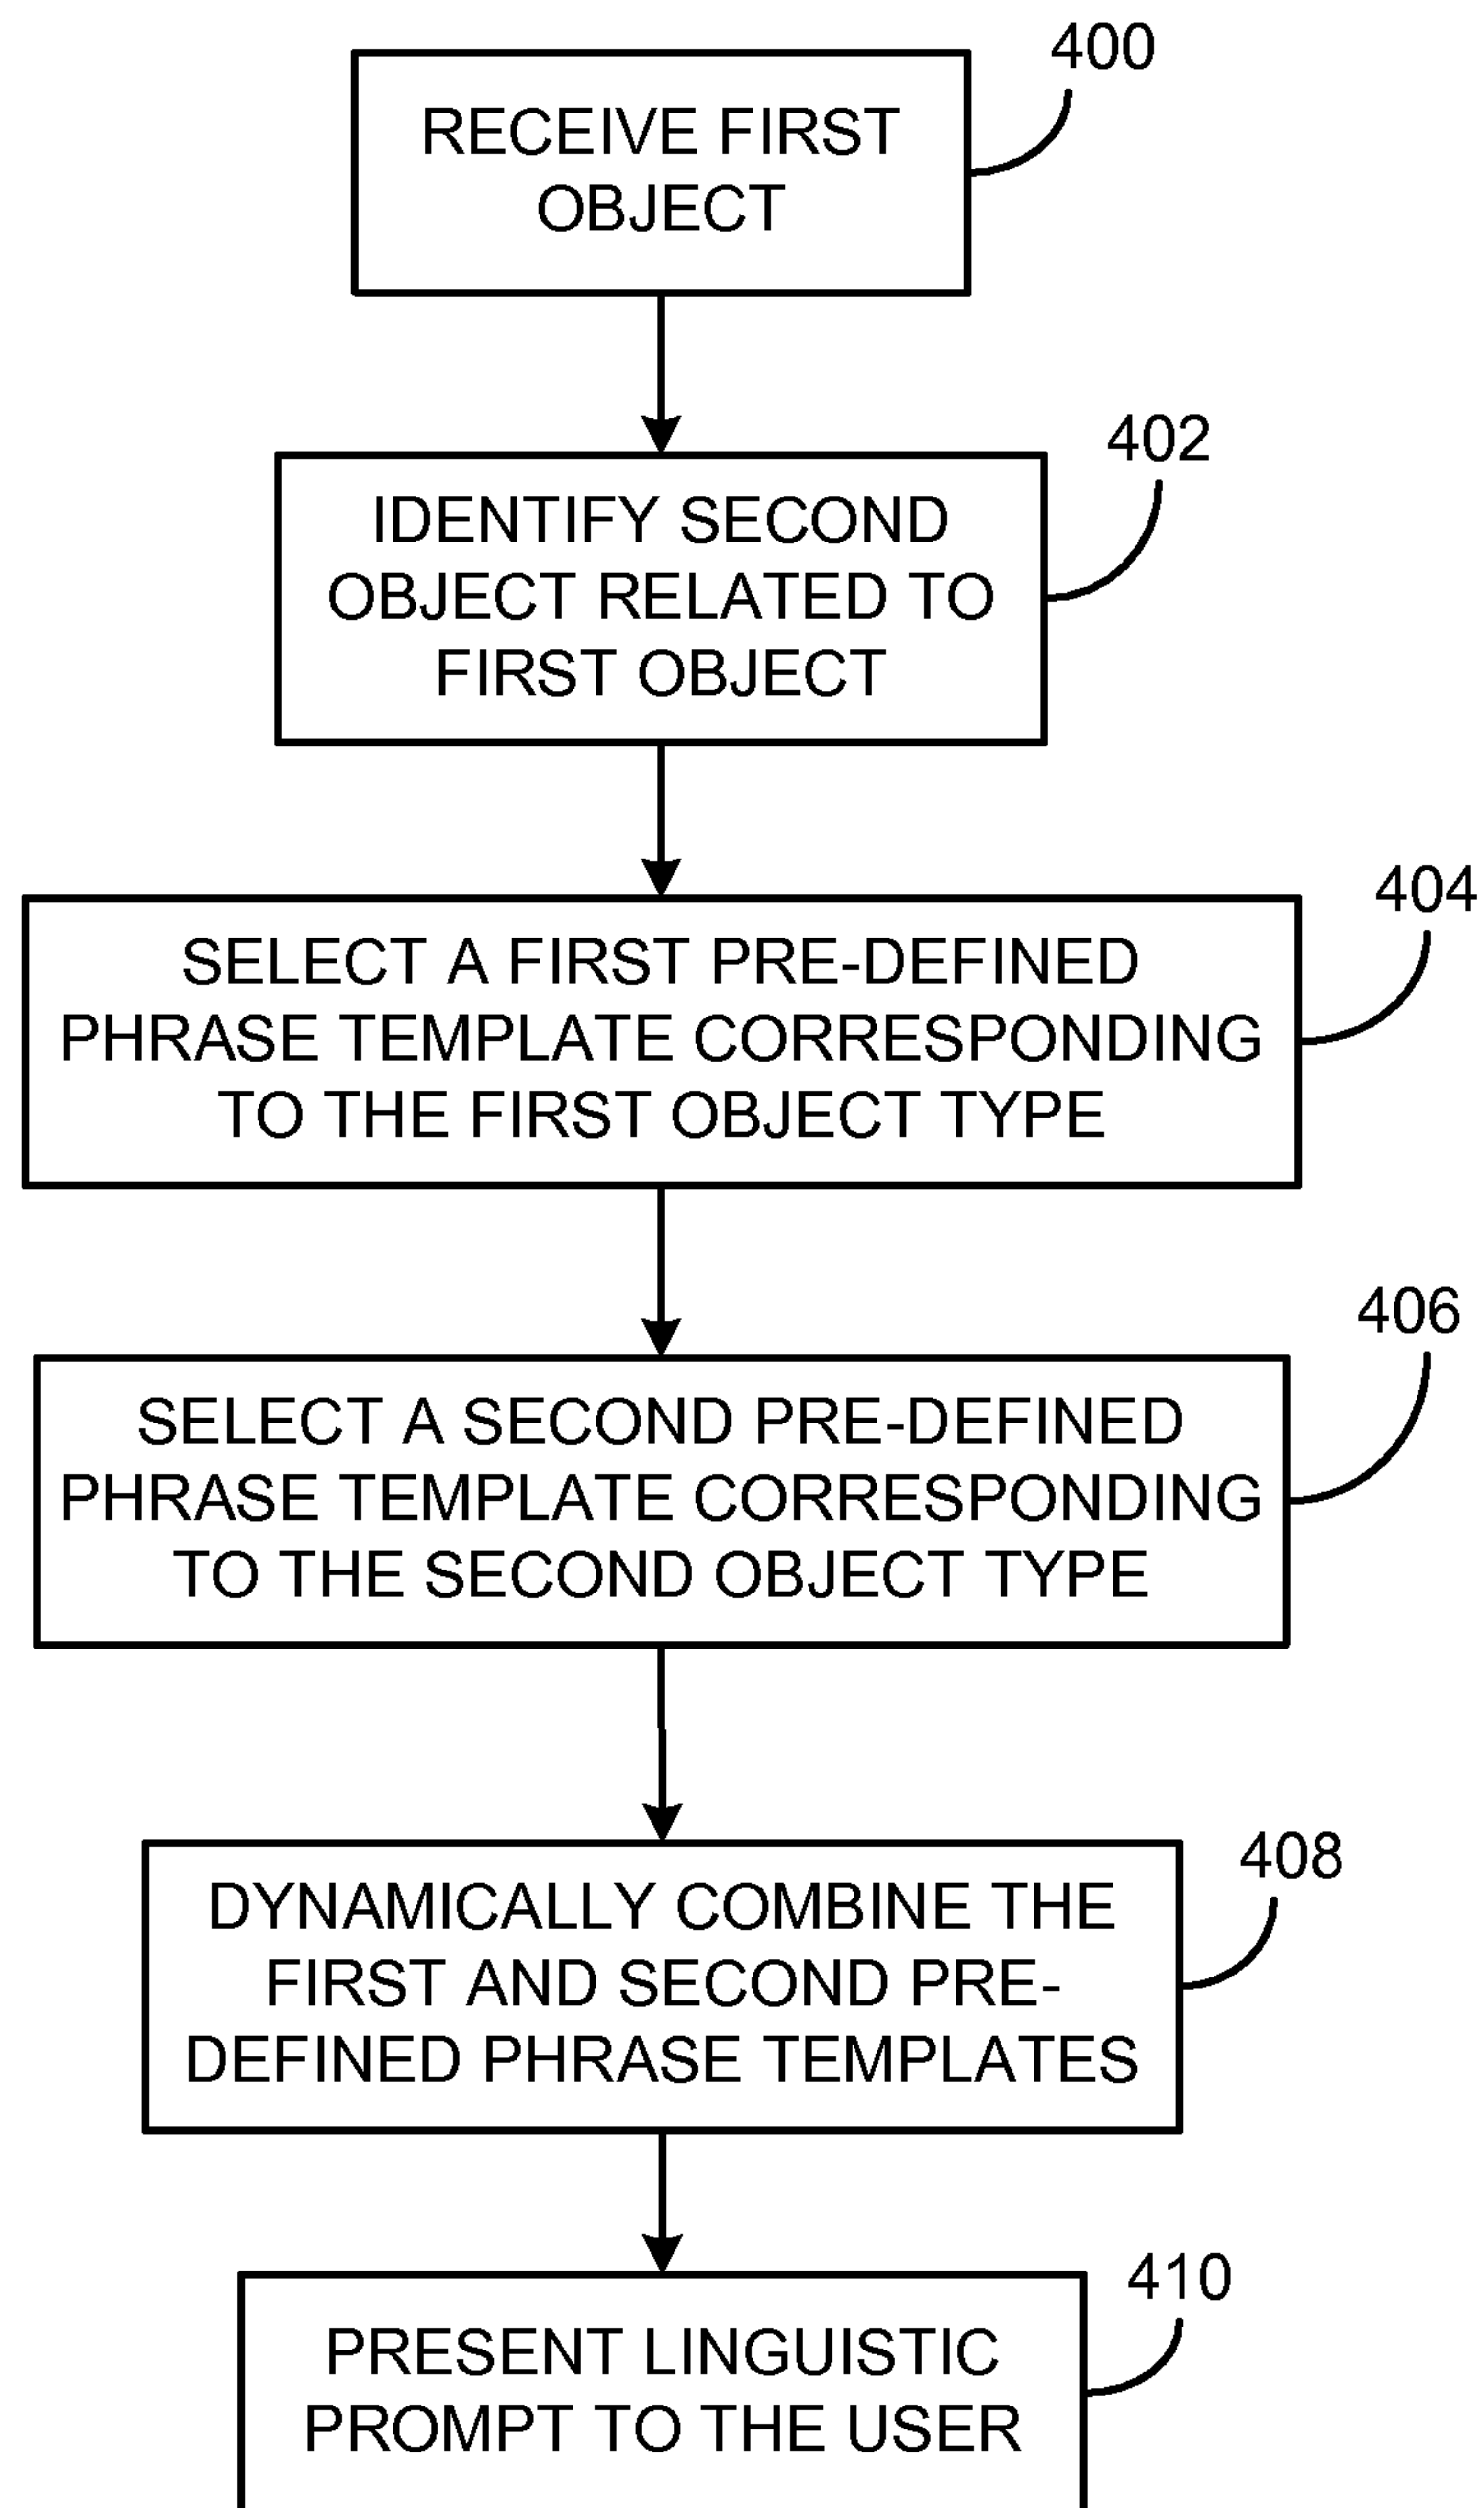 400
RECEIVE FIRST
OBJECT
402
IDENTIFY SECOND
OBJECT RELATED TO
FIRST OBJECT
404
SELECT A FIRST PRE-DEFINED
PHRASE TEMPLATE CORRESPONDING
TO THE FIRST OBJECT TYPE
406
SELECT A SECOND PRE-DEFINED
PHRASE TEMPLATE CORRESPONDING
TO THE SECOND OBJECT TYPE
408
DYNAMICALLY COMBINE THE
FIRST AND SECOND PRE-
DEFINED PHRASE TEMPLATES
410
PRESENT LINGUISTIC
PROMPT TO THE USER